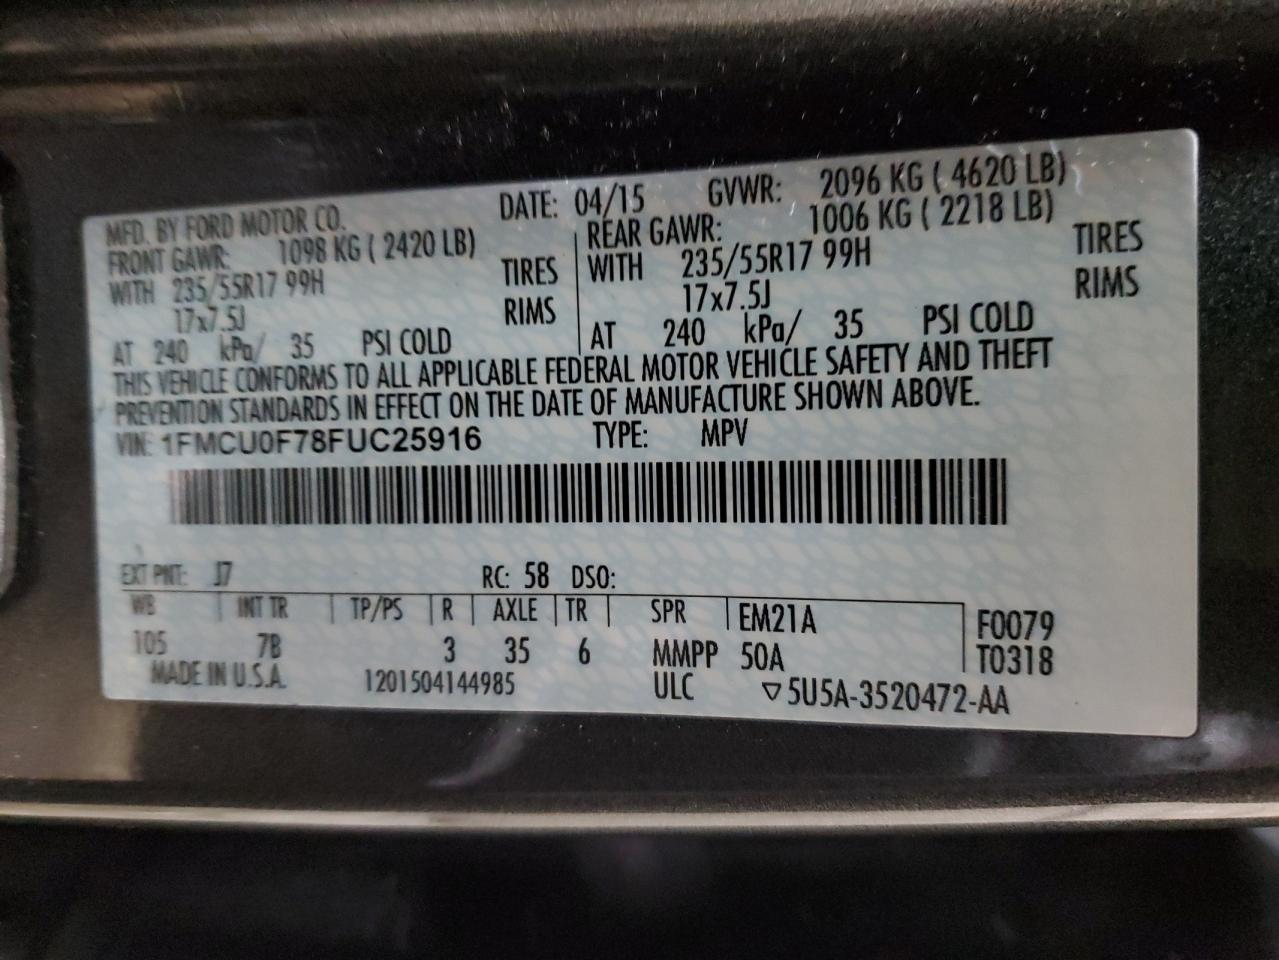 MFD. BY FORD MOTOR CO. DATE: 04/15 GVWR: 2096 KG ( 4620 LB)
FRONT GAWR: 1098 KG ( 2420 LB) REAR GAWR: 1006 KG ( 2218 LB)
WITH 235/55R17 99H TIRES WITH 235/55R17 99H TIRES
17x7.5J RIMS 17x7.5J RIMS
AT 240 kPa/ 35 PSI COLD AT 240 kPa/ 35 PSI COLD
THIS VEHICLE CONFORMS TO ALL APPLICABLE FEDERAL MOTOR VEHICLE SAFETY AND THEFT
PREVENTION STANDARDS IN EFFECT ON THE DATE OF MANUFACTURE SHOWN ABOVE.
VIN: 1FMCU0F78FUC25916 TYPE: MPV
EXT PNT: J7 RC: 58 DSO:
WB INT TR TP/PS R AXLE TR SPR EM21A F0079
105 7B 3 35 6 MMPP 50A T0318
MADE IN U.S.A. 1201504144985 ULC ▽5U5A-3520472-AA